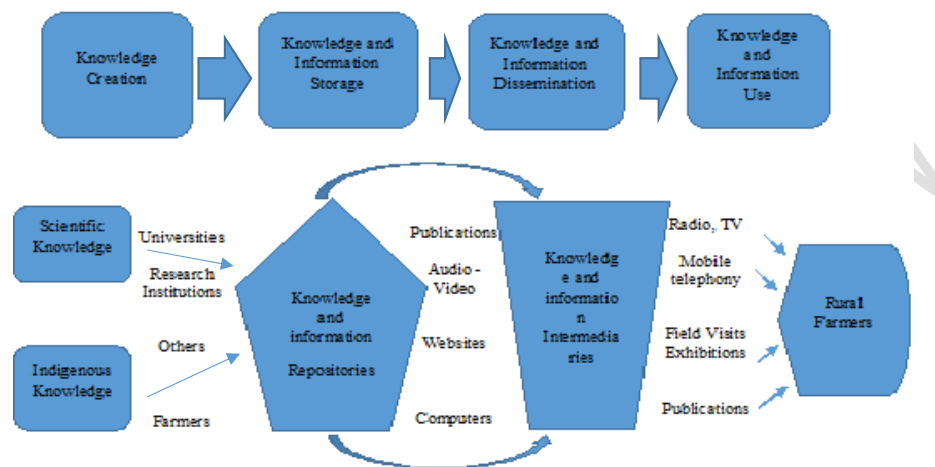 Knowledge
Creation
Knowledge and
Information
Storage
Knowledge and
Information
Dissemination
Knowledge
and
Information
Use
Scientific
Knowledge
Universities
Research
Institutions
Others
Indigenous
Knowledge
Farmers
Knowledge
and
information
Repositories
Publications
Audio -
Video
Websites
Computers
Knowledg
e and
informatio
n
Intermedia
ries
Radio, TV
Mobile
telephony
Field Visits
Exhibitions
Publications
Rural
Farmers